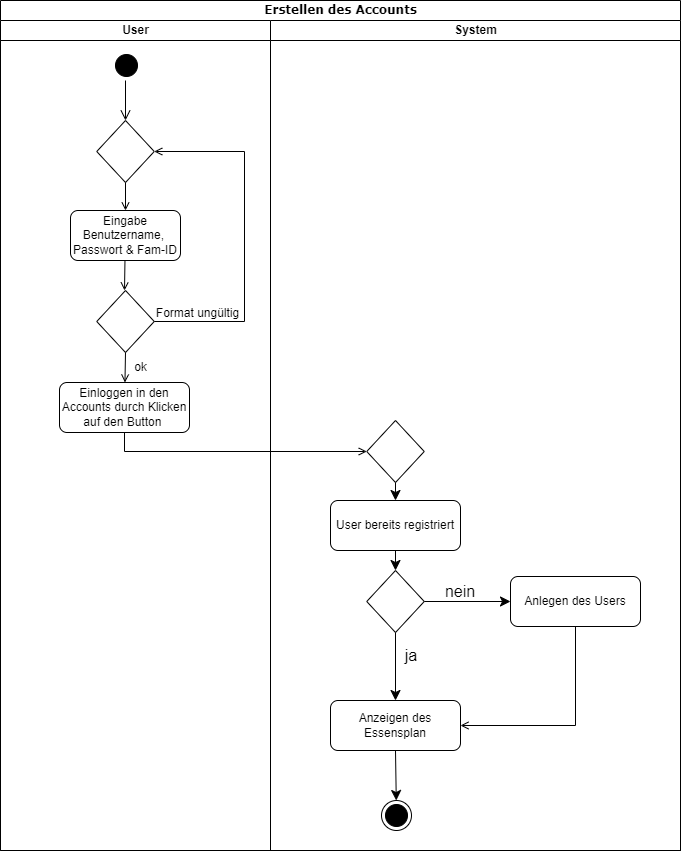 Erstellen des Accounts
User
System
Eingabe
Benutzername,
Passwort & Fam-ID
Format ungültig
ok
Einloggen in den
Accounts durch Klicken
auf den Button
User bereits registriert
nein
Anlegen des Users
ja
Anzeigen des
Essensplan